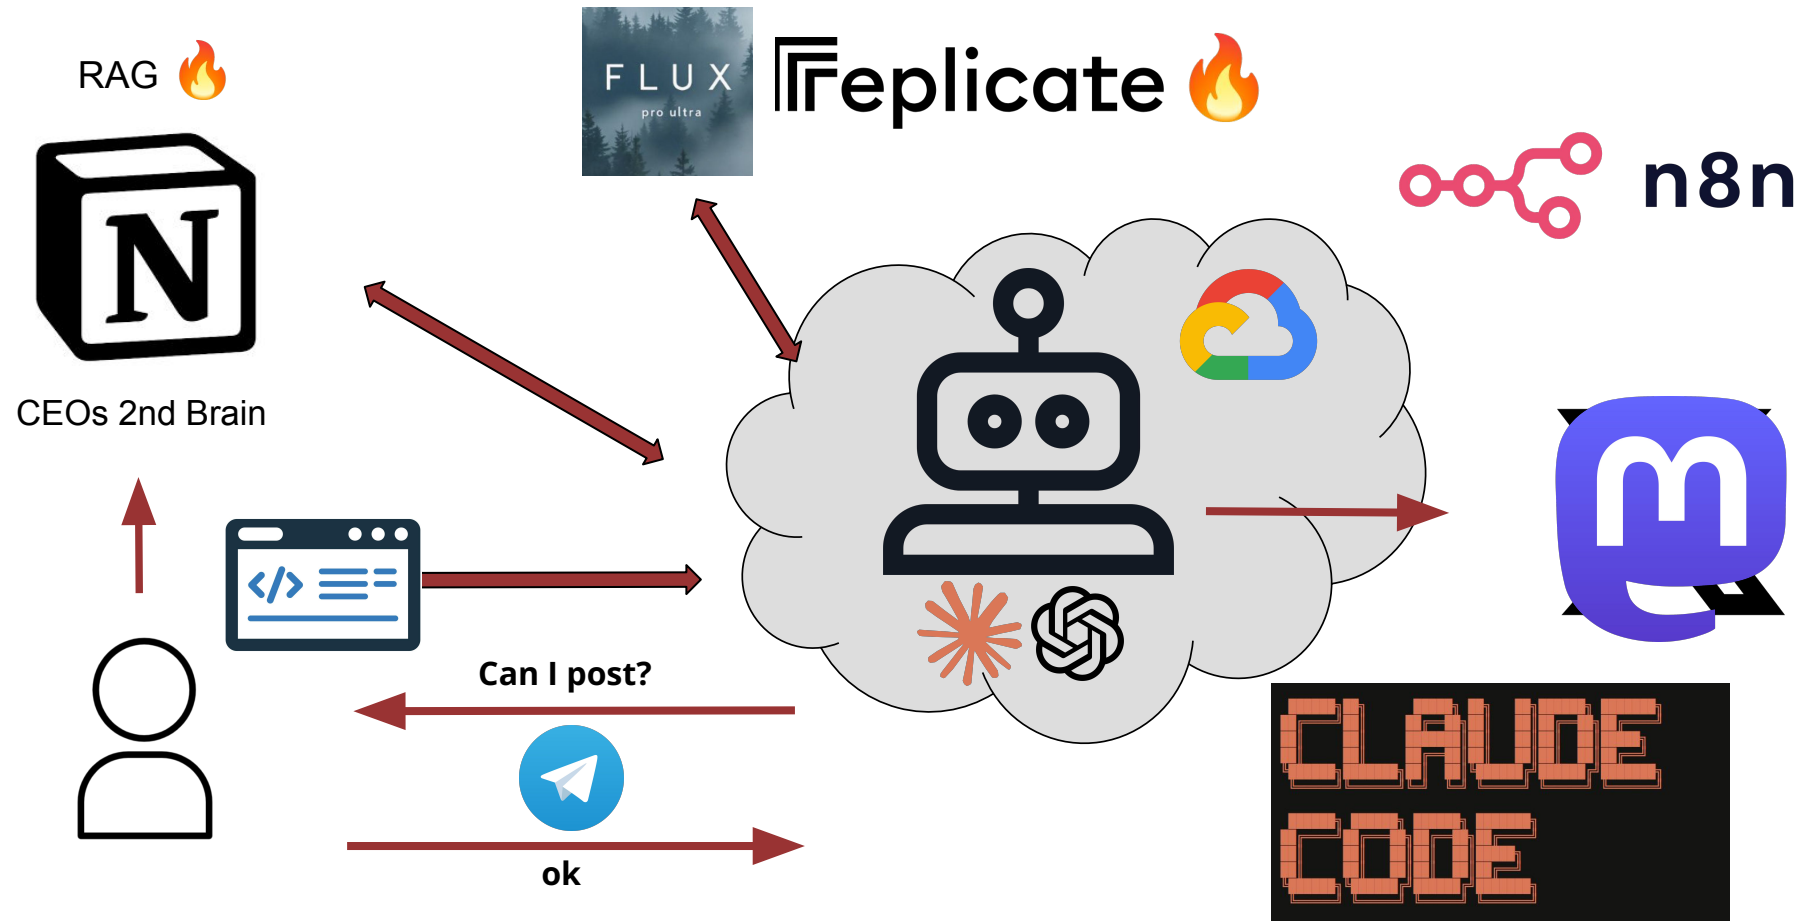 RAG
FLUX
pro ultra
replicate
n8n
N
CEOs 2nd Brain
</>
m
Can I post?
ok
CLAUDE
CODE